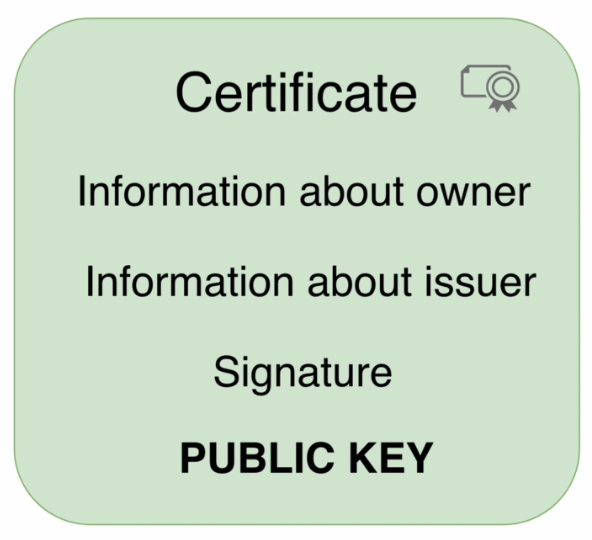 Certificate
Information about owner
Information about issuer
Signature
PUBLIC KEY